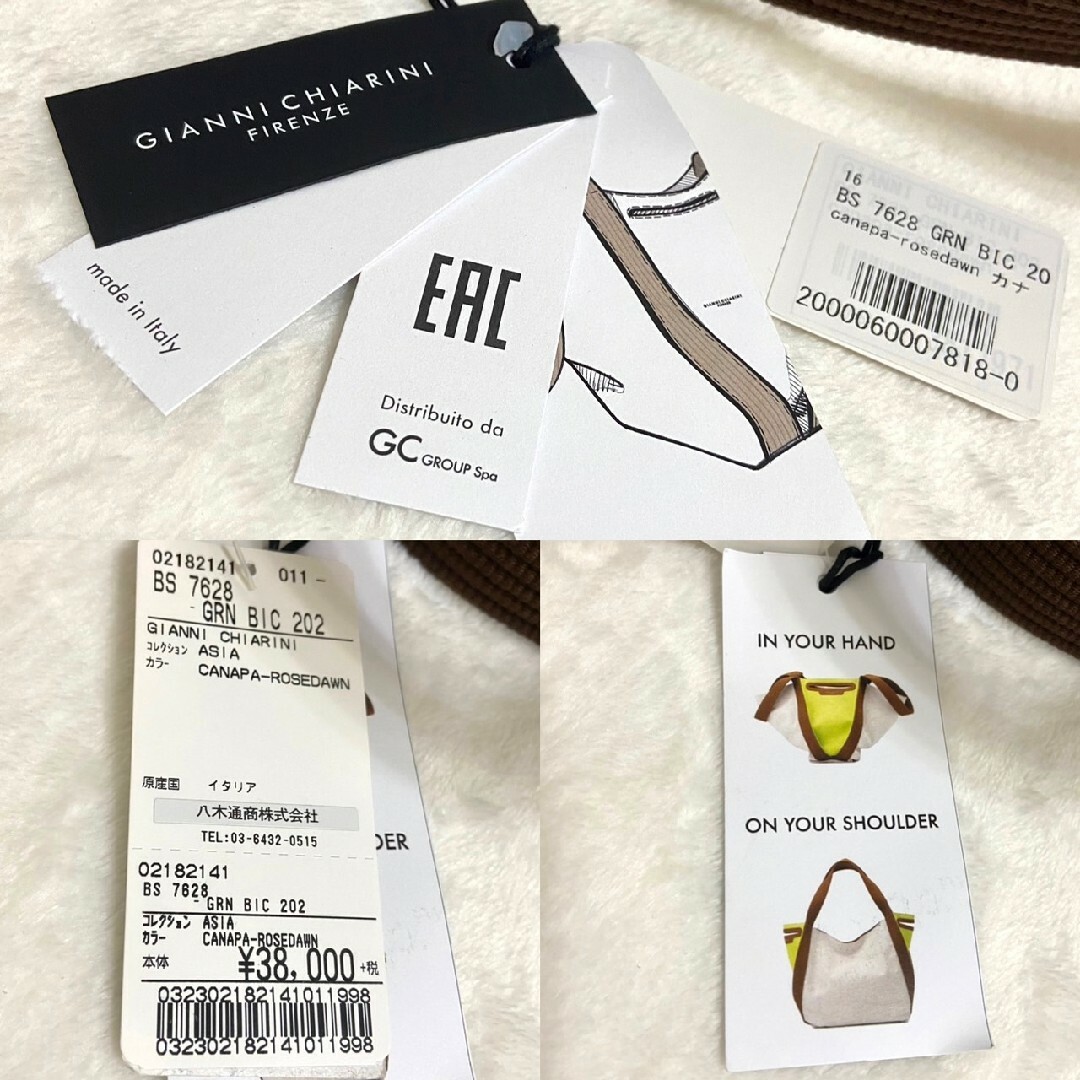 GIANNI CHIARINI
FIRENZE
made in Italy
EAC
Distribuito da
GC GROUP Spa
16
BS 7628 GRN BIC 20
canapa-rosedawn カナ
2000060007818-0
02182141 011 -
BS 7628
- GRN BIC 202
GIANNI CHIARINI
コレクション ASIA
カラー CANAPA-ROSEDAWN
原産国 イタリア
八木通商株式会社
TEL:03-6432-0515
02182141
BS 7628
- GRN BIC 202
コレクション ASIA
カラー CANAPA-ROSEDAWN
本体 ¥38,000 +税
032302182141011998
032302182141011998
DER
IN YOUR HAND
ON YOUR SHOULDER